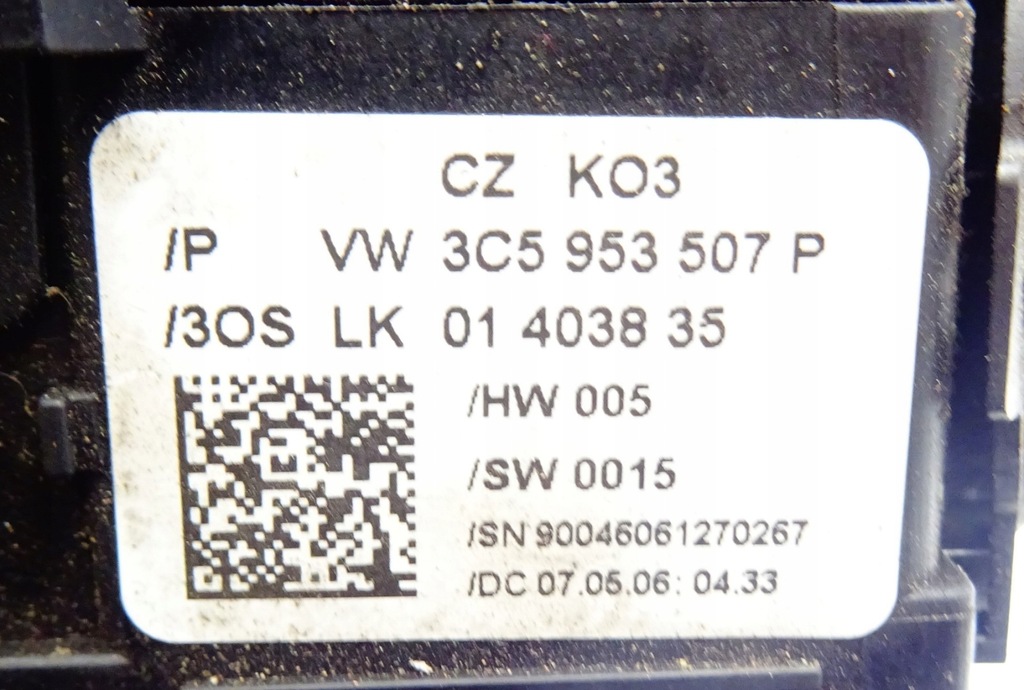 CZ KO3
/P VW 3C5 953 507 P
/3OS LK 01 4038 35
/HW 005
/SW 0015
/SN 90046061270267
/DC 07.05.06: 04.33